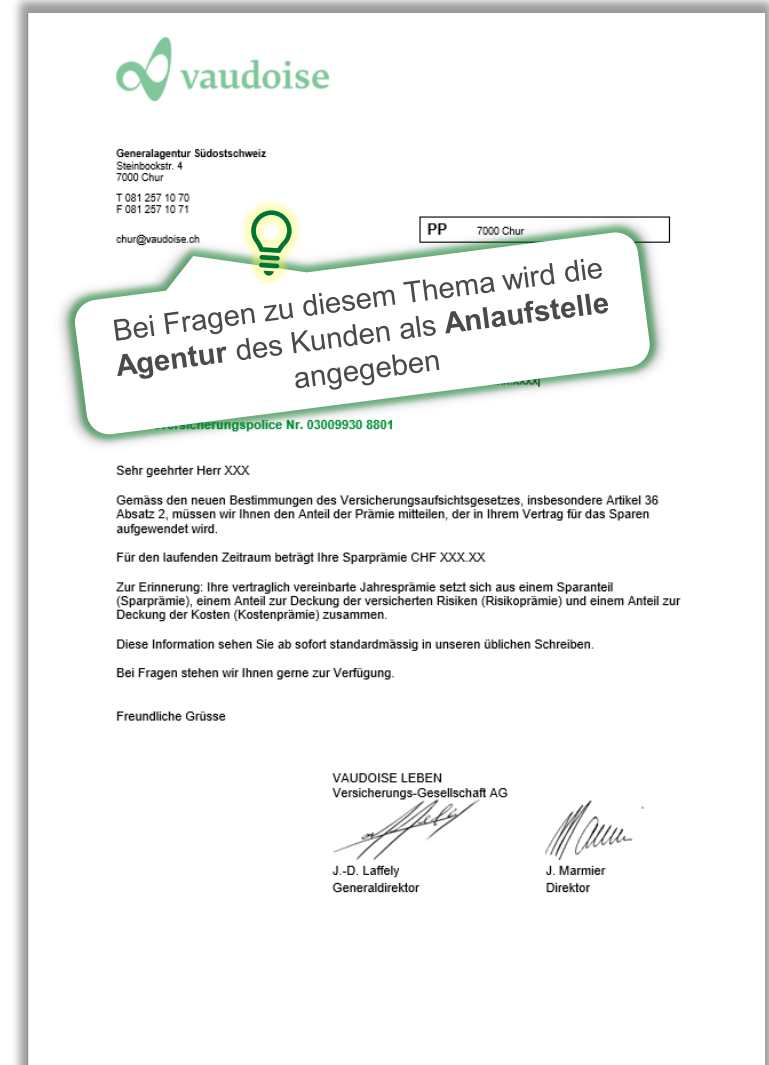 vaudoise
Generalagentur Südostschweiz
Steinbockstr. 4
7000 Chur
T 081 257 10 70
F 081 257 10 71
chur@vaudoise.ch
PP 7000 Chur
Bei Fragen zu diesem Thema wird die
Agentur des Kunden als Anlaufstelle
angegeben
Nr. 03009930 8801
Sehr geehrter Herr XXX
Gemäss den neuen Bestimmungen des Versicherungsaufsichtsgesetzes, insbesondere Artikel 36
Absatz 2, müssen wir Ihnen den Anteil der Prämie mitteilen, der in Ihrem Vertrag für das Sparen
aufgewendet wird.
Für den laufenden Zeitraum beträgt Ihre Sparprämie CHF XXX.XX
Zur Erinnerung: Ihre vertraglich vereinbarte Jahresprämie setzt sich aus einem Sparanteil
(Sparprämie), einem Anteil zur Deckung der versicherten Risiken (Risikoprämie) und einem Anteil zur
Deckung der Kosten (Kostenprämie) zusammen.
Diese Information sehen Sie ab sofort standardmässig in unseren üblichen Schreiben.
Bei Fragen stehen wir Ihnen gerne zur Verfügung.
Freundliche Grüsse
VAUDOISE LEBEN
Versicherungs-Gesellschaft AG
J.-D. Laffely J. Marmier
Generaldirektor Direktor